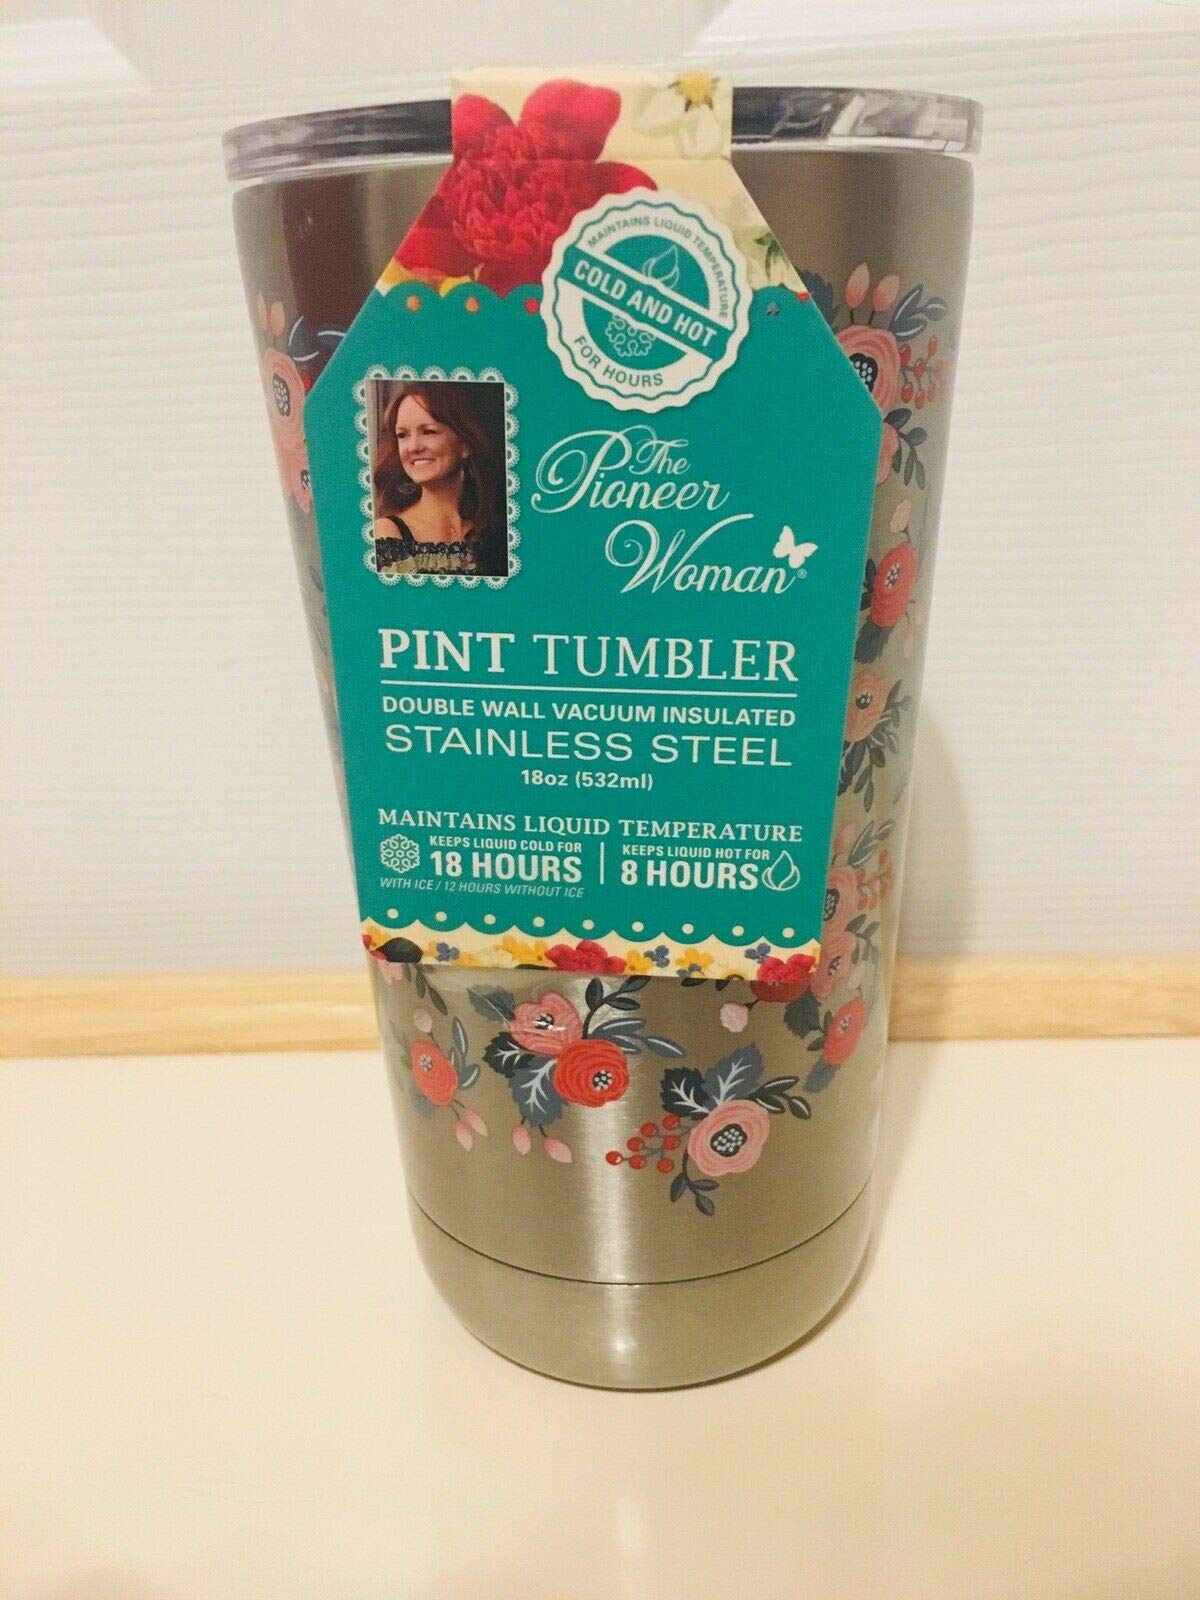 MAINTAINS LIQUID TEMPERATURE
COLD AND HOT
FOR HOURS
The
Pioneer
Woman®
PINT TUMBLER
DOUBLE WALL VACUUM INSULATED
STAINLESS STEEL
18oz (532ml)
MAINTAINS LIQUID TEMPERATURE
KEEPS LIQUID COLD FOR
18 HOURS
WITH ICE / 12 HOURS WITHOUT ICE
KEEPS LIQUID HOT FOR
8 HOURS